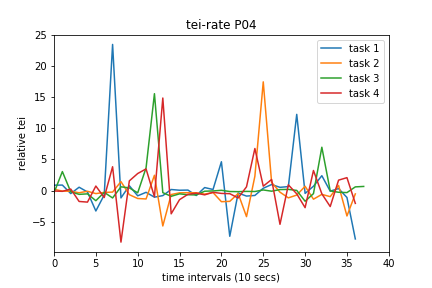 tei-rate P04
25
20
15
10
5
0
−5
relative tei
task 1
task 2
task 3
task 4
0 5 10 15 20 25 30 35 40
time intervals (10 secs)